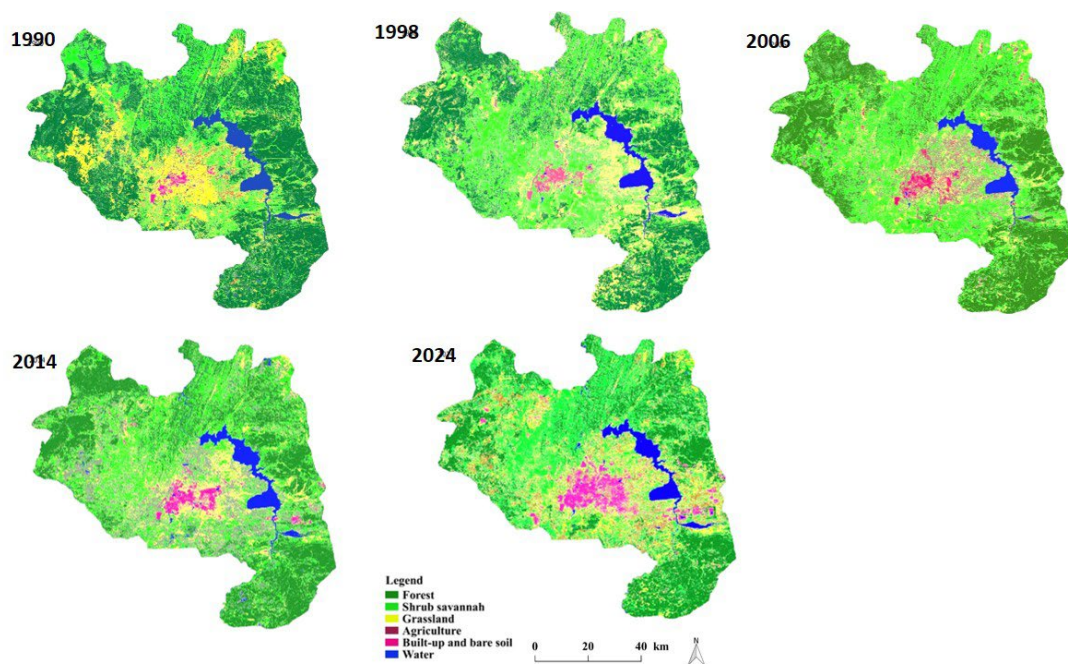 1990
1998
2006
2014
2024
Legend
Forest
Shrub savannah
Grassland
Agriculture
Built-up and bare soil
Water
0 20 40 km
N